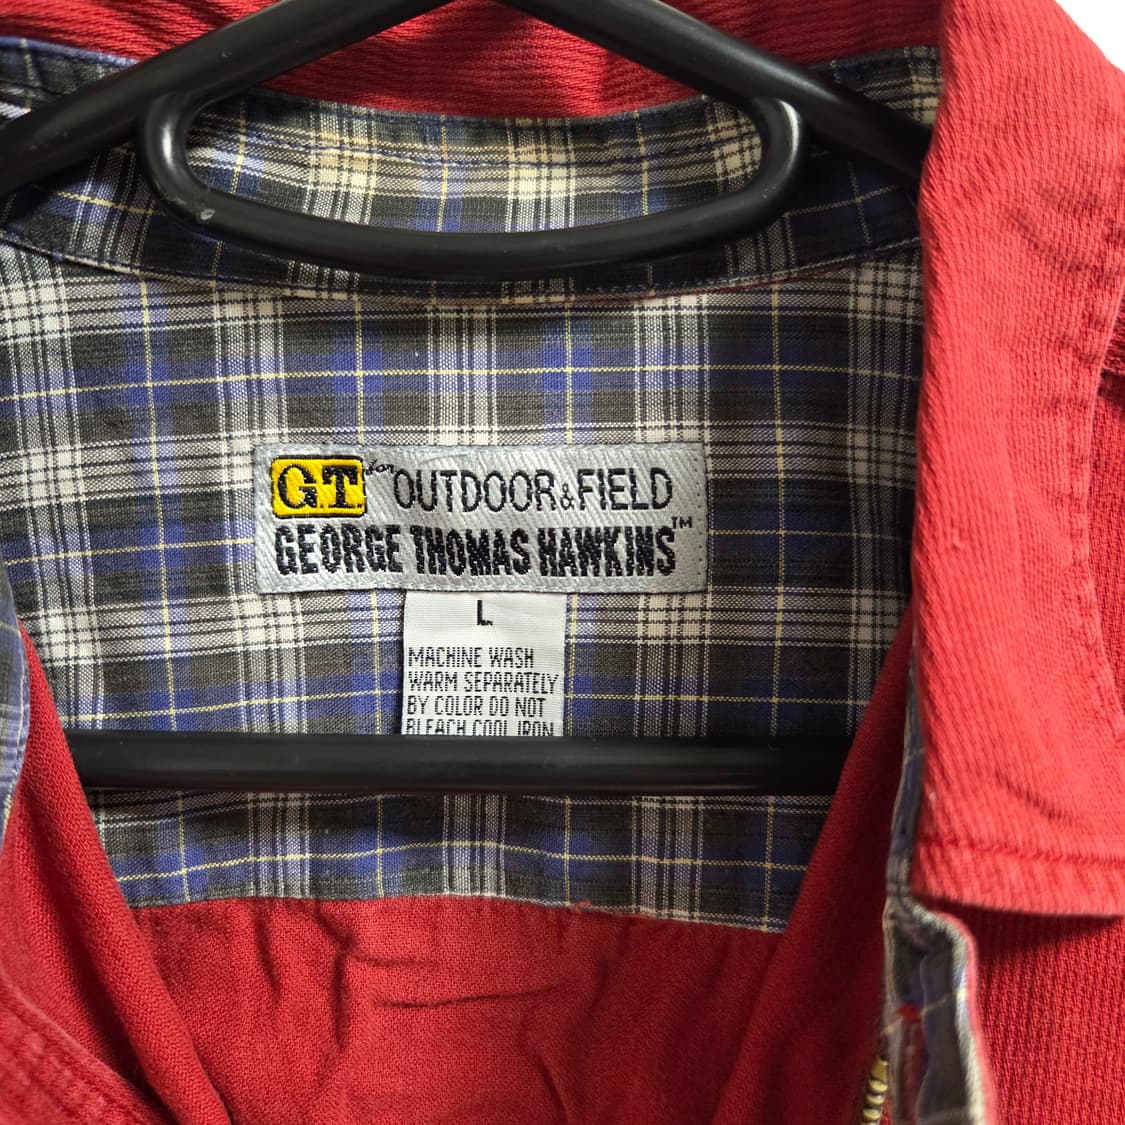 GT for OUTDOOR & FIELD
GEORGE THOMAS HAWKINS™
L
MACHINE WASH
WARM SEPARATELY
BY COLOR DO NOT
BLEACH COOL IRON